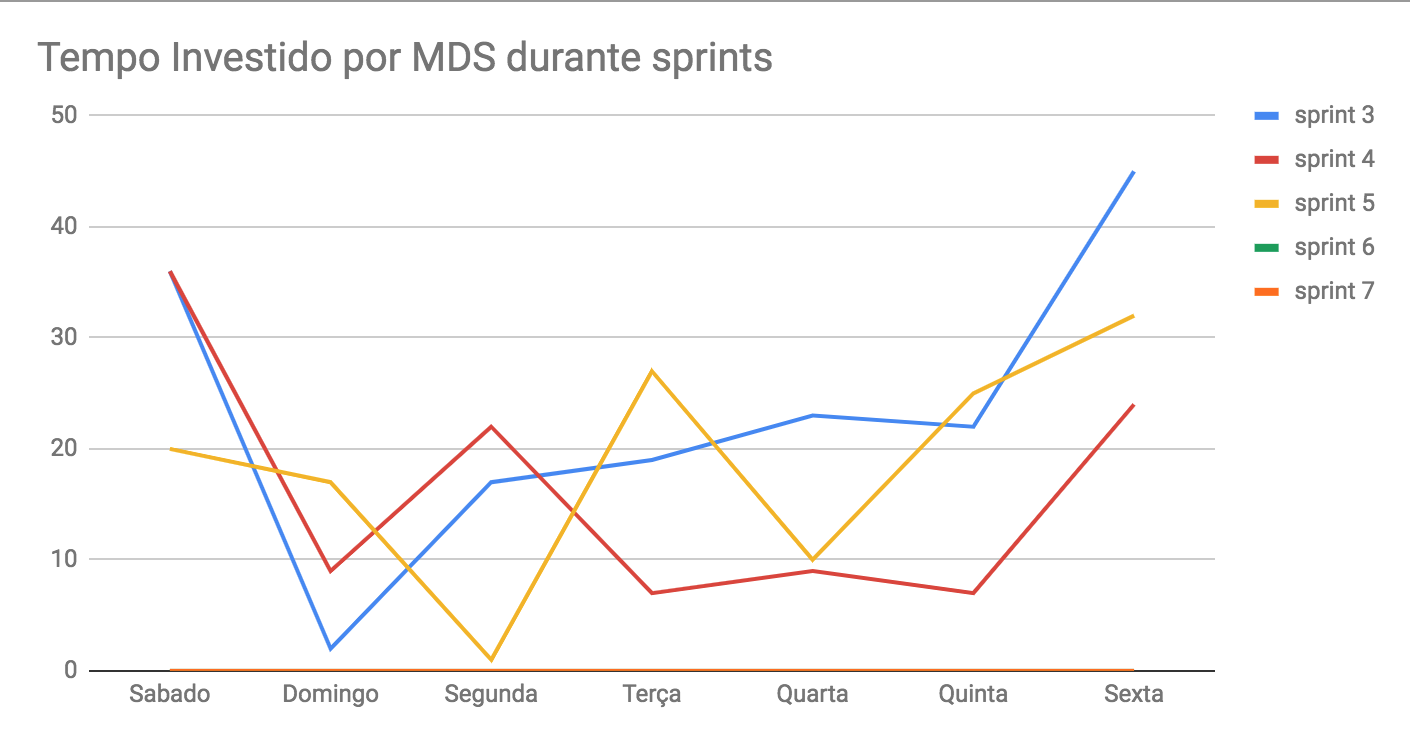 Tempo Investido por MDS durante sprints
50
40
30
20
10
0
Sabado Domingo Segunda Terça Quarta Quinta Sexta
sprint 3
sprint 4
sprint 5
sprint 6
sprint 7